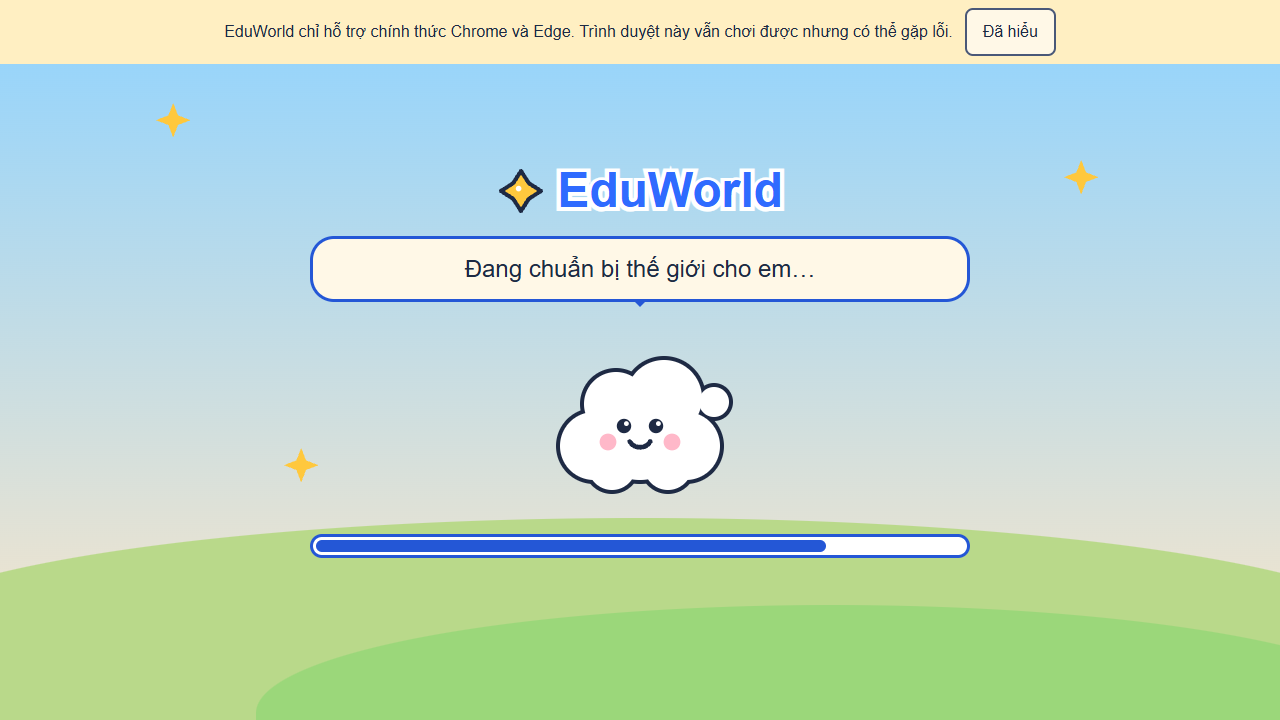 EduWorld chỉ hỗ trợ chính thức Chrome và Edge. Trình duyệt này vẫn chơi được nhưng có thể gặp lỗi.
Đã hiểu
EduWorld
Đang chuẩn bị thế giới cho em…